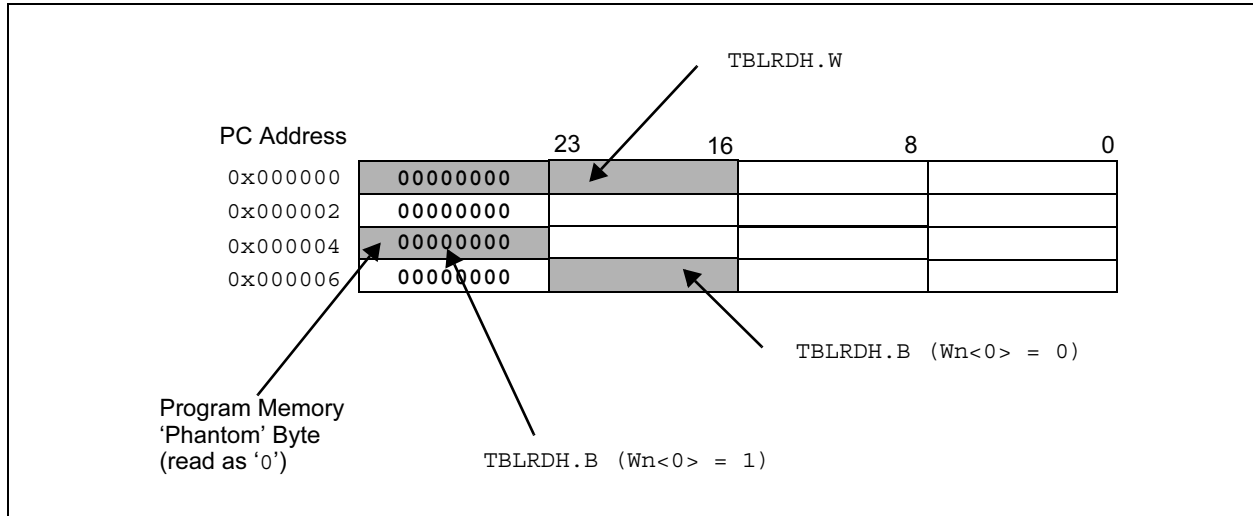 TBLRDH.W
PC Address
23 16 8 0
0x000000 00000000
0x000002 00000000
0x000004 00000000
0x000006 00000000
TBLRDH.B (Wn<0> = 0)
Program Memory
‘Phantom’ Byte
(read as ‘0’)
TBLRDH.B (Wn<0> = 1)